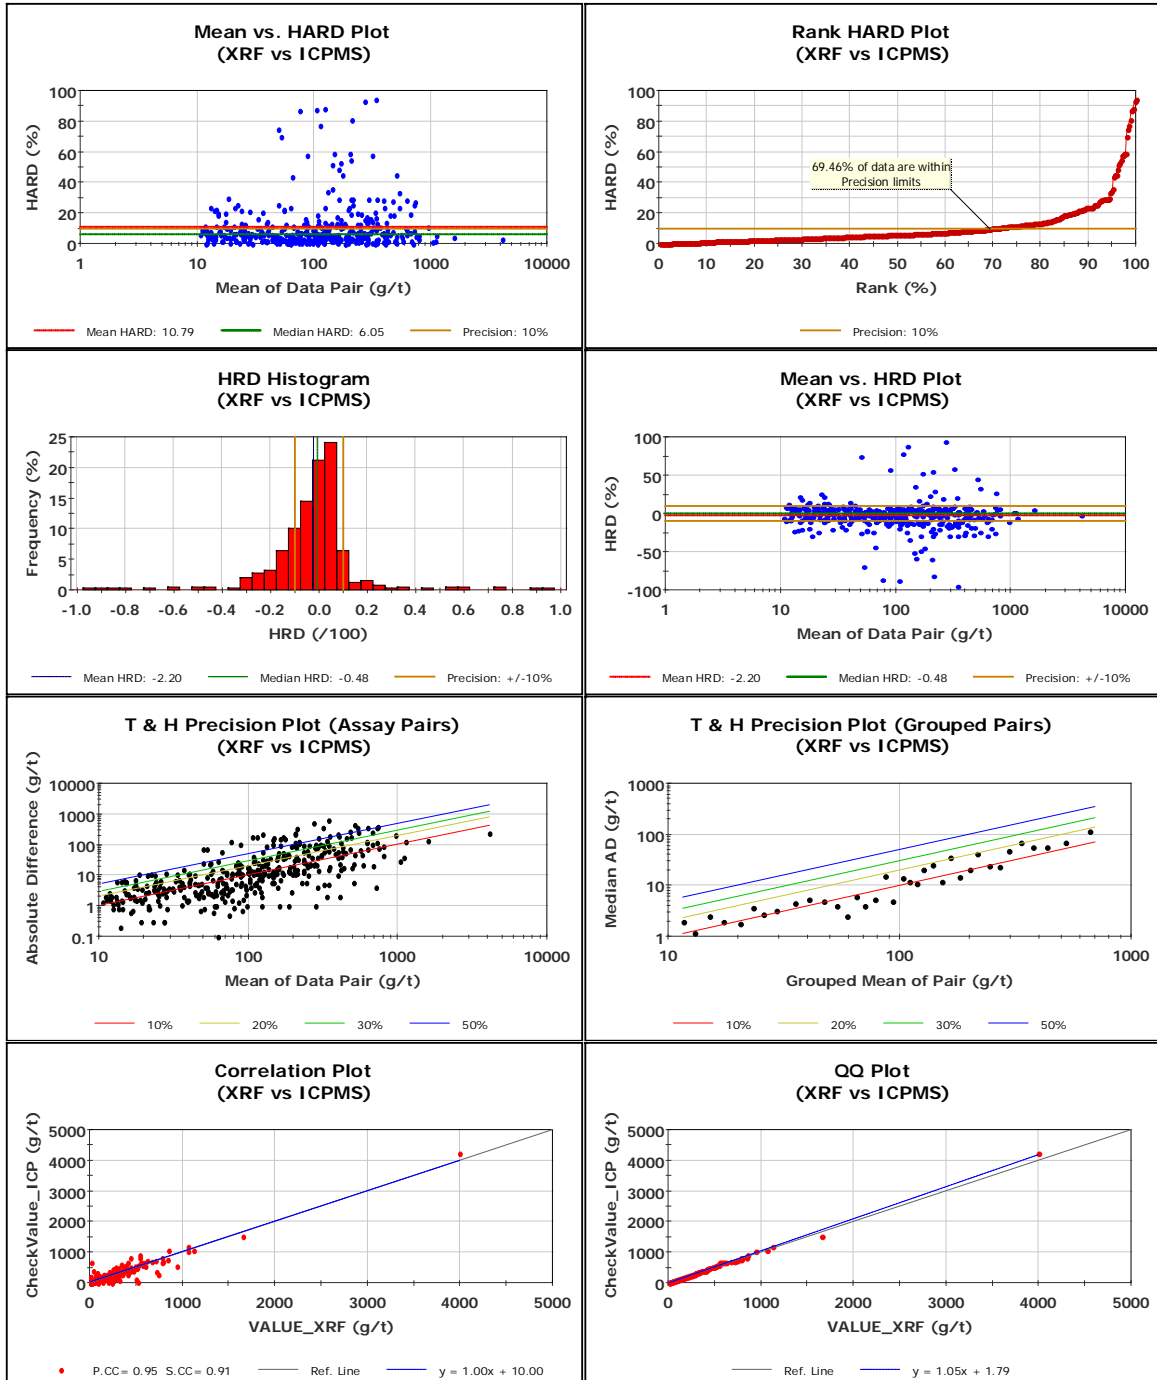 Mean vs. HARD Plot
(XRF vs ICPMS)
HARD (%)
100
80
60
40
20
0
1
10
100
1000
10000
Mean of Data Pair (g/t)
Mean HARD: 10.79
Median HARD: 6.05
Precision: 10%
Rank HARD Plot
(XRF vs ICPMS)
HARD (%)
100
80
60
40
20
0
69.46% of data are within
Precision limits
0
10
20
30
40
50
60
70
80
90
100
Rank (%)
Precision: 10%
HRD Histogram
(XRF vs ICPMS)
Frequency (%)
25
20
15
10
5
0
-1.0
-0.8
-0.6
-0.4
-0.2
0.0
0.2
0.4
0.6
0.8
1.0
HRD (/100)
Mean HRD: -2.20
Median HRD: -0.48
Precision: +/-10%
Mean vs. HRD Plot
(XRF vs ICPMS)
HRD (%)
100
50
0
-50
-100
1
10
100
1000
10000
Mean of Data Pair (g/t)
Mean HRD: -2.20
Median HRD: -0.48
Precision: +/-10%
T & H Precision Plot (Assay Pairs)
(XRF vs ICPMS)
Absolute Difference (g/t)
10000
1000
100
10
1
0.1
10
100
1000
10000
Mean of Data Pair (g/t)
10%
20%
30%
50%
T & H Precision Plot (Grouped Pairs)
(XRF vs ICPMS)
Median AD (g/t)
1000
100
10
1
10
100
1000
Grouped Mean of Pair (g/t)
10%
20%
30%
50%
Correlation Plot
(XRF vs ICPMS)
CheckValue_ICP (g/t)
5000
4000
3000
2000
1000
0
0
1000
2000
3000
4000
5000
VALUE_XRF (g/t)
P.CC= 0.95 S.CC= 0.91
Ref. Line
y = 1.00x + 10.00
QQ Plot
(XRF vs ICPMS)
CheckValue_ICP (g/t)
5000
4000
3000
2000
1000
0
0
1000
2000
3000
4000
5000
VALUE_XRF (g/t)
Ref. Line
y = 1.05x + 1.79